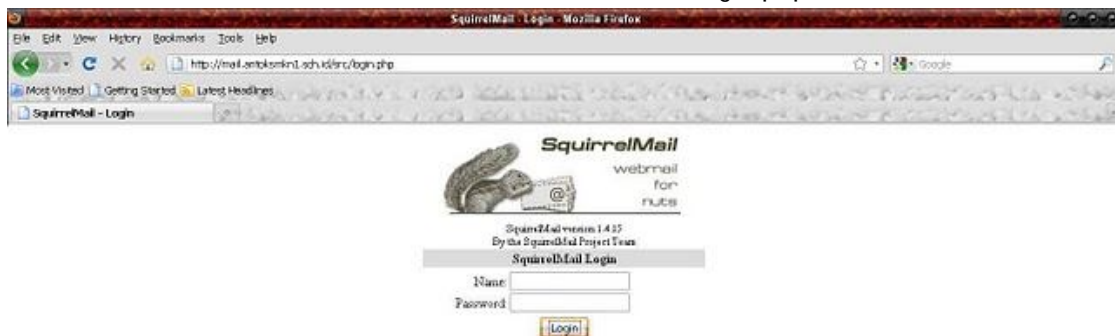 SquirrelMail - Login - Mozilla Firefox
File Edit View History Bookmarks Tools Help
http://mail.antoksmkn1.sch.id/src/login.php
Google
Most Visited Getting Started Latest Headlines
SquirrelMail - Login
SquirrelMail
webmail
for
nuts
@
SquirrelMail version 1.4.15
By the SquirrelMail Project Team
SquirrelMail Login
Name:
Password:
Login